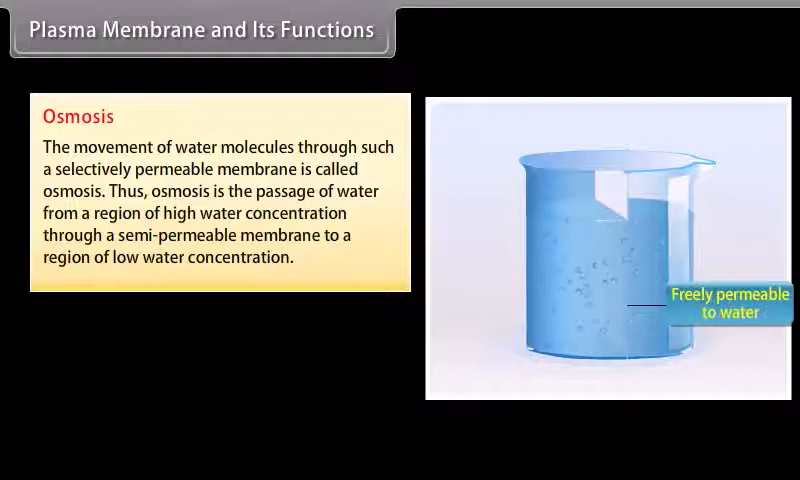 Plasma Membrane and Its Functions
Osmosis
The movement of water molecules through such
a selectively permeable membrane is called
osmosis. Thus, osmosis is the passage of water
from a region of high water concentration
through a semi-permeable membrane to a
region of low water concentration.
Freely permeable
to water